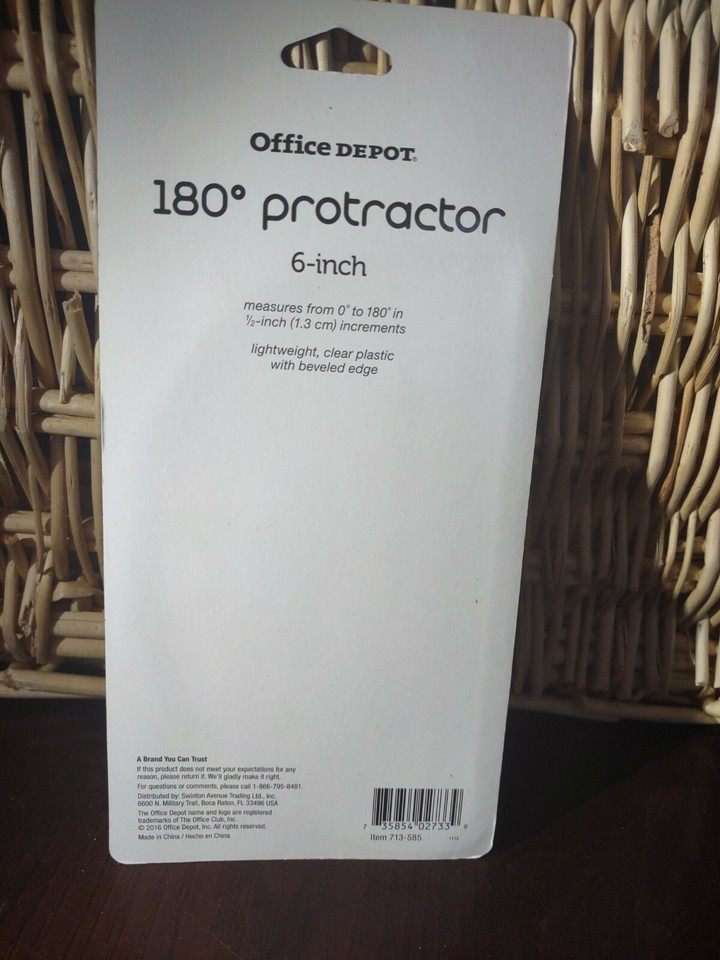 Office DEPOT®
180° protractor
6-inch
measures from 0° to 180° in
½-inch (1.3 cm) increments
lightweight, clear plastic
with beveled edge
A Brand You Can Trust
If this product does not meet your expectations for any
reason, please return it. We'll gladly make it right.
For questions or comments, please call 1-866-795-8481.
Distributed by: Swinton Avenue Trading Ltd., Inc.
6600 N. Military Trail, Boca Raton, FL 33496 USA
The Office Depot name and logo are registered
trademarks of The Office Club, Inc.
© 2016 Office Depot, Inc. All rights reserved.
Made in China / Hecho en China
7 35854 02733 9
Item 713-585